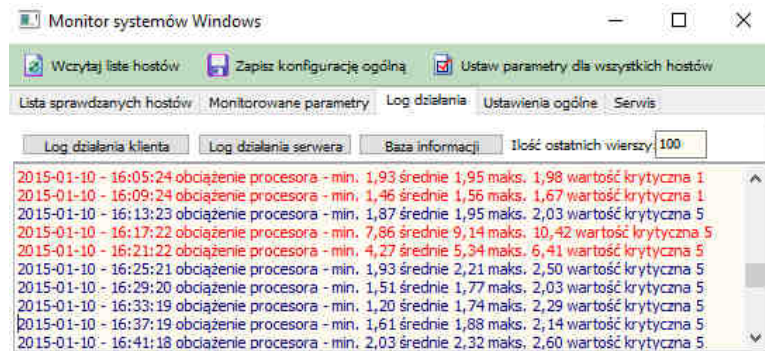 Monitor systemów Windows
Wczytaj liste hostów Zapisz konfigurację ogólną Ustaw parametry dla wszystkich hostów
Lista sprawdzanych hostów Monitorowane parametry Log działania Ustawienia ogólne Serwis
Log działania klienta Log działania serwera Baza informacji Ilość ostatnich wierszy: 100
2015-01-10 - 16:05:24 obciążenie procesora - min. 1,93 średnie 1,95 maks. 1,98 wartość krytyczna 1
2015-01-10 - 16:09:24 obciążenie procesora - min. 1,46 średnie 1,56 maks. 1,67 wartość krytyczna 1
2015-01-10 - 16:13:23 obciążenie procesora - min. 1,87 średnie 1,95 maks. 2,03 wartość krytyczna 5
2015-01-10 - 16:17:22 obciążenie procesora - min. 7,86 średnie 9,14 maks. 10,42 wartość krytyczna 5
2015-01-10 - 16:21:22 obciążenie procesora - min. 4,27 średnie 5,34 maks. 6,41 wartość krytyczna 5
2015-01-10 - 16:25:21 obciążenie procesora - min. 1,93 średnie 2,21 maks. 2,50 wartość krytyczna 5
2015-01-10 - 16:29:20 obciążenie procesora - min. 1,51 średnie 1,77 maks. 2,03 wartość krytyczna 5
2015-01-10 - 16:33:19 obciążenie procesora - min. 1,20 średnie 1,74 maks. 2,29 wartość krytyczna 5
2015-01-10 - 16:37:19 obciążenie procesora - min. 1,61 średnie 1,88 maks. 2,14 wartość krytyczna 5
2015-01-10 - 16:41:18 obciążenie procesora - min. 2,03 średnie 2,32 maks. 2,60 wartość krytyczna 5